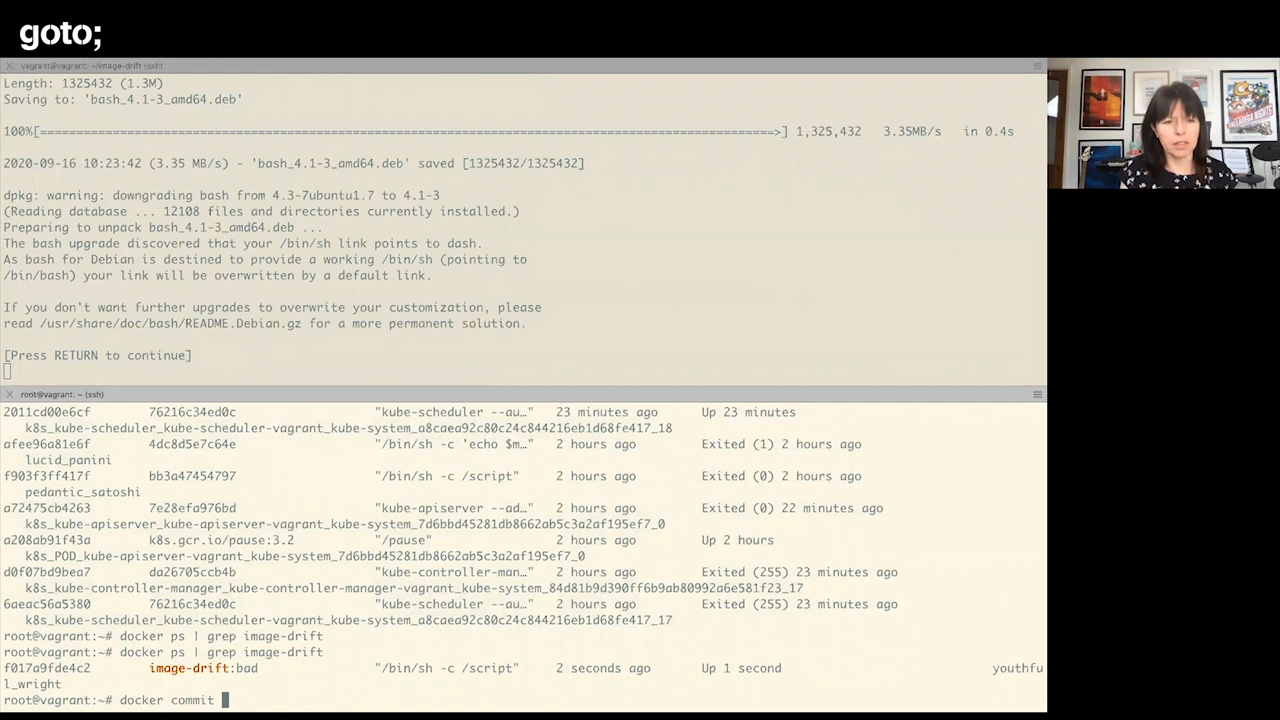 goto;
vagrant@vagrant: ~/image-drift (ssh)
Length: 1325432 (1.3M)
Saving to: 'bash_4.1-3_amd64.deb'
100%[======================================================================================================>] 1,325,432   3.35MB/s   in 0.4s
2020-09-16 10:23:42 (3.35 MB/s) - 'bash_4.1-3_amd64.deb' saved [1325432/1325432]
dpkg: warning: downgrading bash from 4.3-7ubuntu1.7 to 4.1-3
(Reading database ... 12108 files and directories currently installed.)
Preparing to unpack bash_4.1-3_amd64.deb ...
The bash upgrade discovered that your /bin/sh link points to dash.
As bash for Debian is destined to provide a working /bin/sh (pointing to
/bin/bash) your link will be overwritten by a default link.
If you don't want further upgrades to overwrite your customization, please
read /usr/share/doc/bash/README.Debian.gz for a more permanent solution.
[Press RETURN to continue]
root@vagrant: ~ (ssh)
2011cd00e6cf        76216c34ed0c                   "kube-scheduler --au…"   23 minutes ago      Up 23 minutes
k8s_kube-scheduler_kube-scheduler-vagrant_kube-system_a8caea92c80c24c844216eb1d68fe417_18
afee96a81e6f        4dc8d5e7c64e                   "/bin/sh -c 'echo $m…"   2 hours ago         Exited (1) 2 hours ago
lucid_panini
f903f3ff417f        bb3a47454797                   "/bin/sh -c /script"     2 hours ago         Exited (0) 2 hours ago
pedantic_satoshi
a72475cb4263        7e28efa976bd                   "kube-apiserver --ad…"   2 hours ago         Exited (0) 22 minutes ago
k8s_kube-apiserver_kube-apiserver-vagrant_kube-system_7d6bbd45281db8662ab5c3a2af195ef7_0
a208ab91f43a        k8s.gcr.io/pause:3.2           "/pause"                 2 hours ago         Up 2 hours
k8s_POD_kube-apiserver-vagrant_kube-system_7d6bbd45281db8662ab5c3a2af195ef7_0
d0f07bd9bea7        da26705ccb4b                   "kube-controller-man…"   2 hours ago         Exited (255) 23 minutes ago
k8s_kube-controller-manager_kube-controller-manager-vagrant_kube-system_84d81b9d390ff6b9ab80992a6e581f23_17
6aeac56a5380        76216c34ed0c                   "kube-scheduler --au…"   2 hours ago         Exited (255) 23 minutes ago
k8s_kube-scheduler_kube-scheduler-vagrant_kube-system_a8caea92c80c24c844216eb1d68fe417_17
root@vagrant:~# docker ps | grep image-drift
root@vagrant:~# docker ps | grep image-drift
f017a9fde4c2        image-drift:bad                "/bin/sh -c /script"     2 seconds ago       Up 1 second                             youthfu
l_wright
root@vagrant:~# docker commit